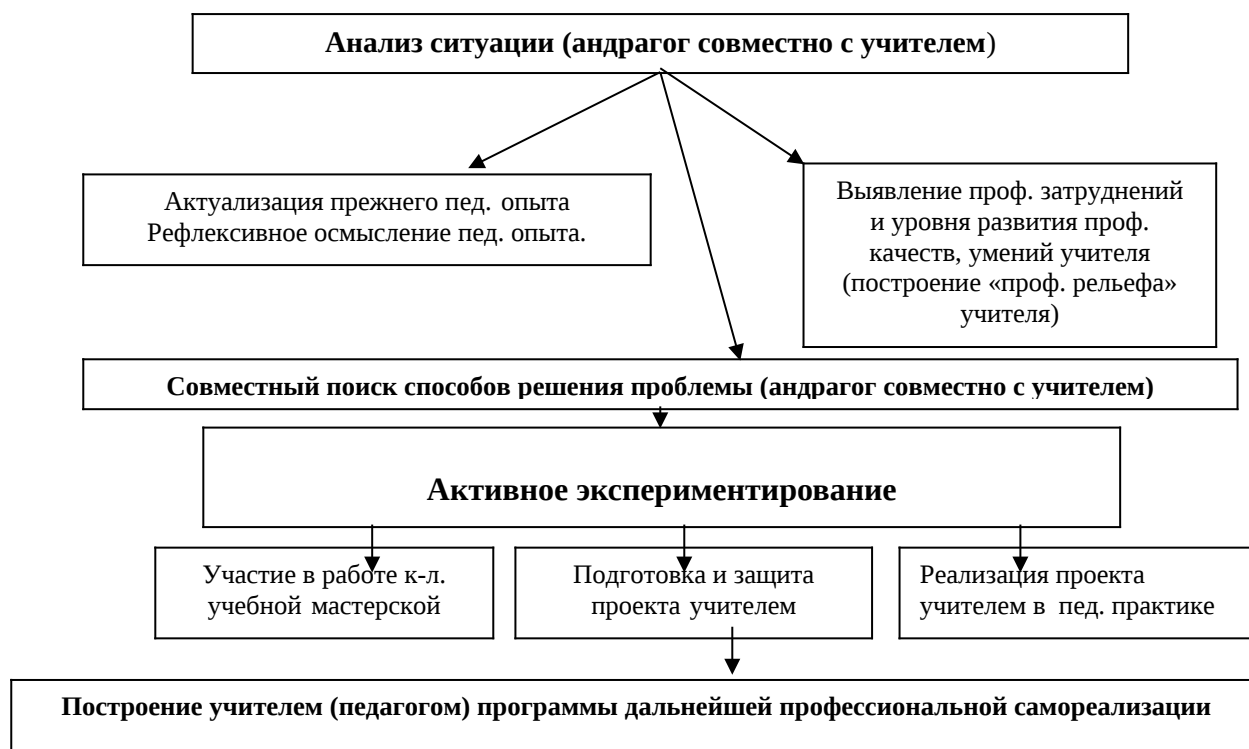 Анализ ситуации (андрагог совместно с учителем)
Актуализация прежнего пед. опыта
Рефлексивное осмысление пед. опыта.
Выявление проф. затруднений
и уровня развития проф.
качеств, умений учителя
(построение «проф. рельефа»
учителя)
Совместный поиск способов решения проблемы (андрагог совместно с учителем)
Активное экспериментирование
Участие в работе к-л.
учебной мастерской
Подготовка и защита
проекта учителем
Реализация проекта
учителем в пед. практике
Построение учителем (педагогом) программы дальнейшей профессиональной самореализации